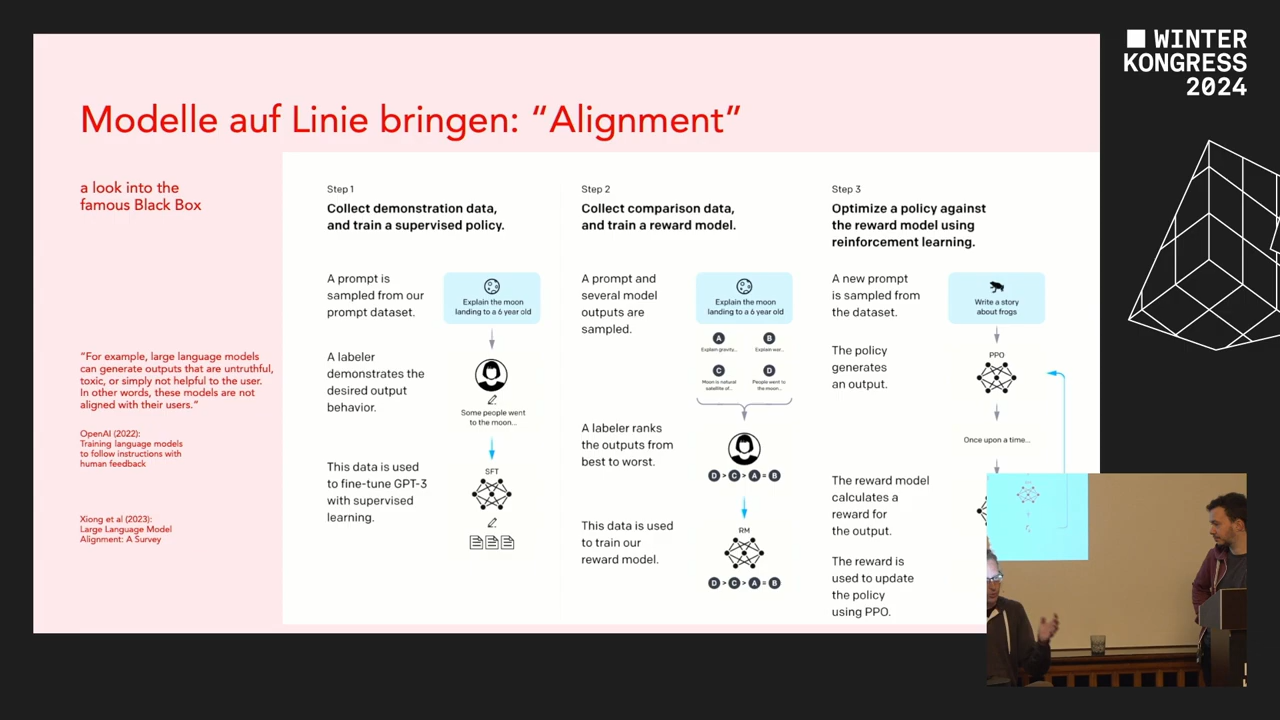 WINTER
KONGRESS
2024
Modelle auf Linie bringen: “Alignment”
a look into the
famous Black Box
“For example, large language models
can generate outputs that are untruthful,
toxic, or simply not helpful to the user.
In other words, these models are not
aligned with their users.”
OpenAI (2022):
Training language models
to follow instructions with
human feedback
Xiong et al (2023):
Large Language Model
Alignment: A Survey
Step 1
Collect demonstration data,
and train a supervised policy.
A prompt is
sampled from our
prompt dataset.
Explain the moon
landing to a 6 year old
A labeler
demonstrates the
desired output
behavior.
Some people went
to the moon...
This data is used
to fine-tune GPT-3
with supervised
learning.
SFT
Step 2
Collect comparison data,
and train a reward model.
A prompt and
several model
outputs are
sampled.
Explain the moon
landing to a 6 year old
A
Explain gravity...
B
Explain war...
C
Moon is natural
satellite of...
D
People went to
the moon...
A labeler ranks
the outputs from
best to worst.
D > C > A = B
This data is used
to train our
reward model.
RM
D > C > A = B
Step 3
Optimize a policy against
the reward model using
reinforcement learning.
A new prompt
is sampled from
the dataset.
Write a story
about frogs
The policy
generates
an output.
PPO
Once upon a time...
The reward model
calculates a
reward for
the output.
The reward is
used to update
the policy
using PPO.